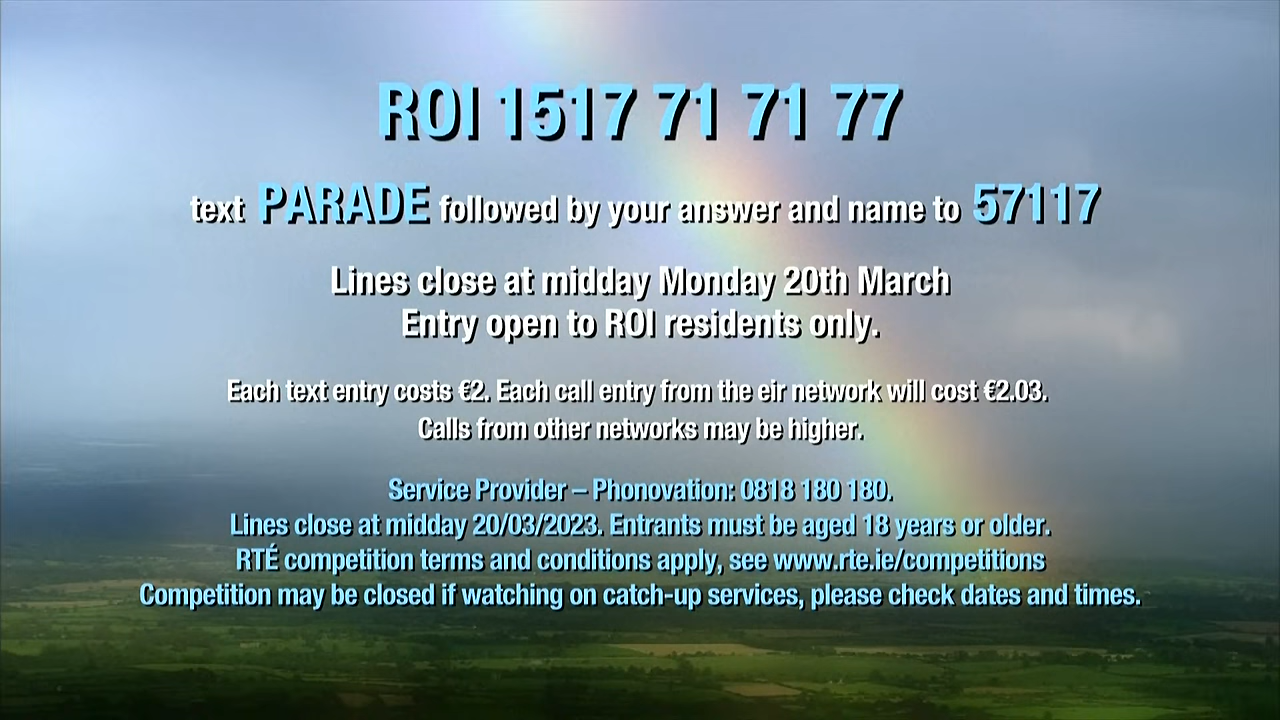 ROI 1517 71 71 77
text PARADE followed by your answer and name to 57117
Lines close at midday Monday 20th March
Entry open to ROI residents only.
Each text entry costs €2. Each call entry from the eir network will cost €2.03.
Calls from other networks may be higher.
Service Provider – Phonovation: 0818 180 180.
Lines close at midday 20/03/2023. Entrants must be aged 18 years or older.
RTÉ competition terms and conditions apply, see www.rte.ie/competitions
Competition may be closed if watching on catch-up services, please check dates and times.